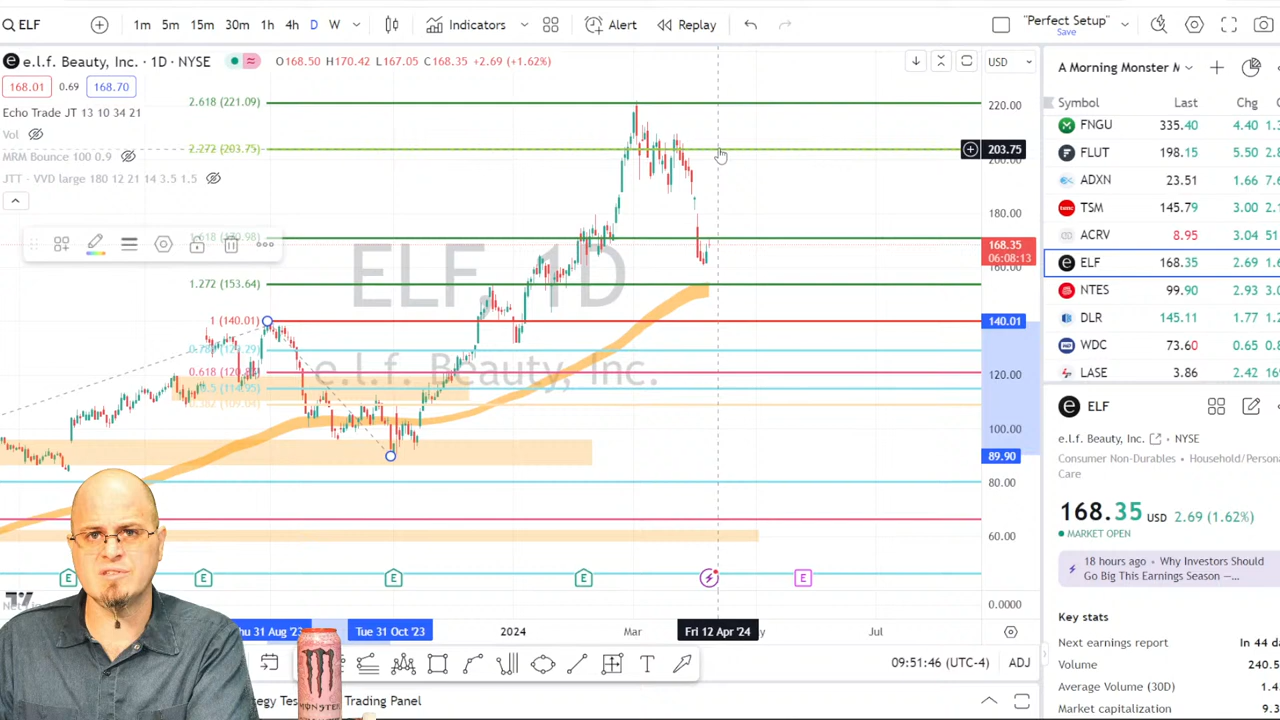 ELF
1m 5m 15m 30m 1h 4h D W
Indicators
Alert
Replay
"Perfect Setup"
Save
e.l.f. Beauty, Inc. · 1D · NYSE
O168.50 H170.42 L167.05 C168.35 +2.69 (+1.62%)
168.01 0.69 168.70
Echo Trade JT 13 10 34 21
Vol
MRM Bounce 100 0.9
JTT - VVD large 180 12 21 14 3.5 1.5
2.618 (221.09)
2.272 (203.75)
1.272 (153.64)
1 (140.01)
ELF, 1D
e.l.f. Beauty, Inc.
USD
220.00
203.75
200.00
180.00
168.35
06:08:13
160.00
140.01
120.00
100.00
89.90
80.00
60.00
0.0000
E E E E E
Thu 31 Aug '23 Tue 31 Oct '23 2024 Mar Fri 12 Apr '24 Jul
09:51:46 (UTC-4) ADJ
Trading Panel
MONSTER
A Morning Monster M
Symbol Last Chg
FNGU 335.40 4.40
FLUT 198.15 5.50
ADXN 23.51 1.66
TSM 145.79 3.00
ACRV 8.95 3.04
ELF 168.35 2.69
NTES 99.90 2.93
DLR 145.11 1.77
WDC 73.60 0.65
LASE 3.86 2.42
ELF
e.l.f. Beauty, Inc. · NYSE
Consumer Non-Durables • Household/Personal
Care
168.35 USD 2.69 (1.62%)
MARKET OPEN
18 hours ago • Why Investors Should
Go Big This Earnings Season —...
Key stats
Next earnings report In 44 da
Volume 240.5
Average Volume (30D) 1.4
Market capitalization 9.3